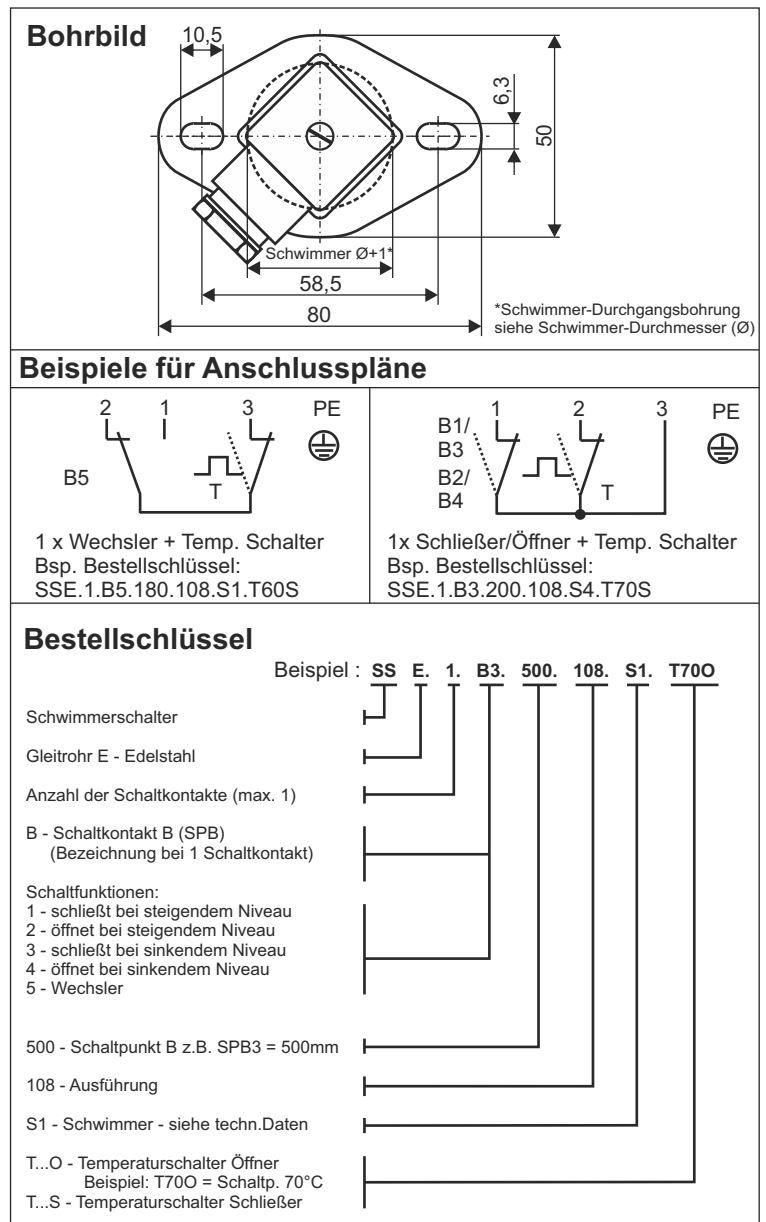 Bohrbild
10,5
6,3
50
Schwimmer Ø+1*
58,5
80
*Schwimmer-Durchgangsbohrung
siehe Schwimmer-Durchmesser (Ø)
Beispiele für Anschlusspläne
2 1 3 PE
B5
T
1 x Wechsler + Temp. Schalter
Bsp. Bestellschlüssel:
SSE.1.B5.180.108.S1.T60S
1 2 3 PE
B1/
B3
B2/
B4
T
1x Schließer/Öffner + Temp. Schalter
Bsp. Bestellschlüssel:
SSE.1.B3.200.108.S4.T70S
Bestellschlüssel
Beispiel : SS E. 1. B3. 500. 108. S1. T70O
Schwimmerschalter
Gleitrohr E - Edelstahl
Anzahl der Schaltkontakte (max. 1)
B - Schaltkontakt B (SPB)
(Bezeichnung bei 1 Schaltkontakt)
Schaltfunktionen:
1 - schließt bei steigendem Niveau
2 - öffnet bei steigendem Niveau
3 - schließt bei sinkendem Niveau
4 - öffnet bei sinkendem Niveau
5 - Wechsler
500 - Schaltpunkt B z.B. SPB3 = 500mm
108 - Ausführung
S1 - Schwimmer - siehe techn.Daten
T...O - Temperaturschalter Öffner
Beispiel: T70O = Schaltp. 70°C
T...S - Temperaturschalter Schließer